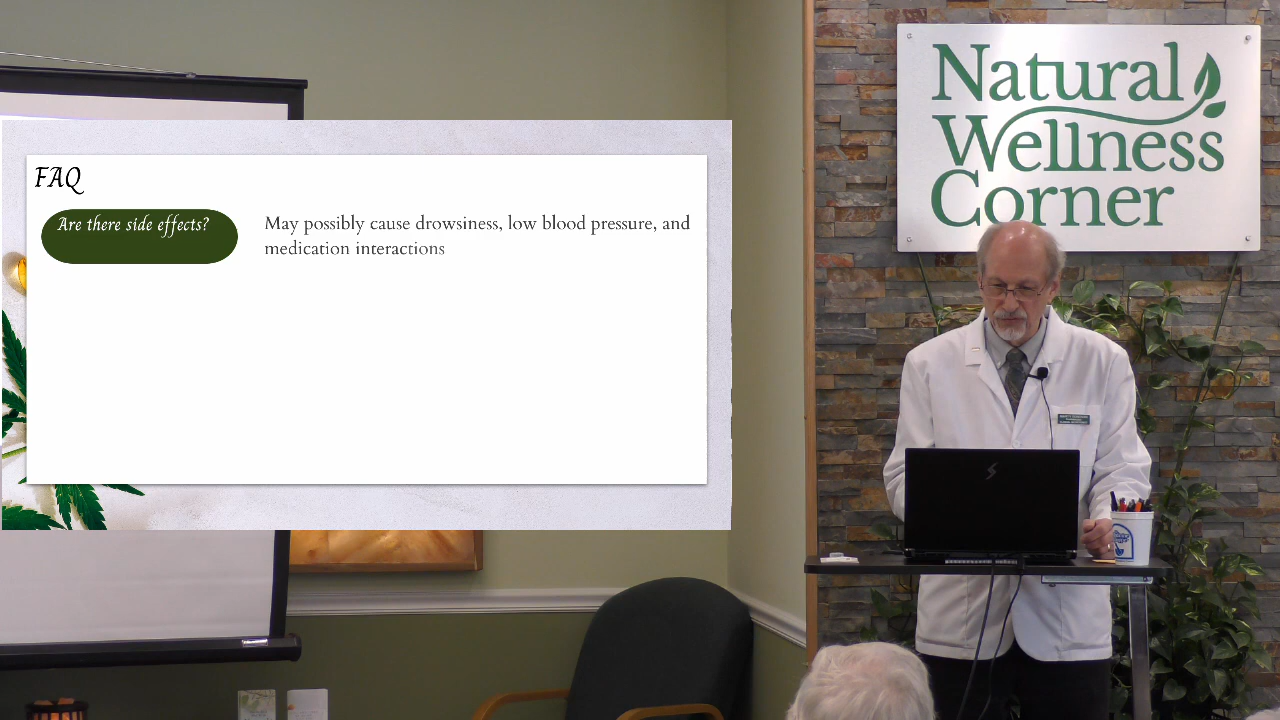 FAQ
Are there side effects?
May possibly cause drowsiness, low blood pressure, and
medication interactions
Natural
Wellness
Corner